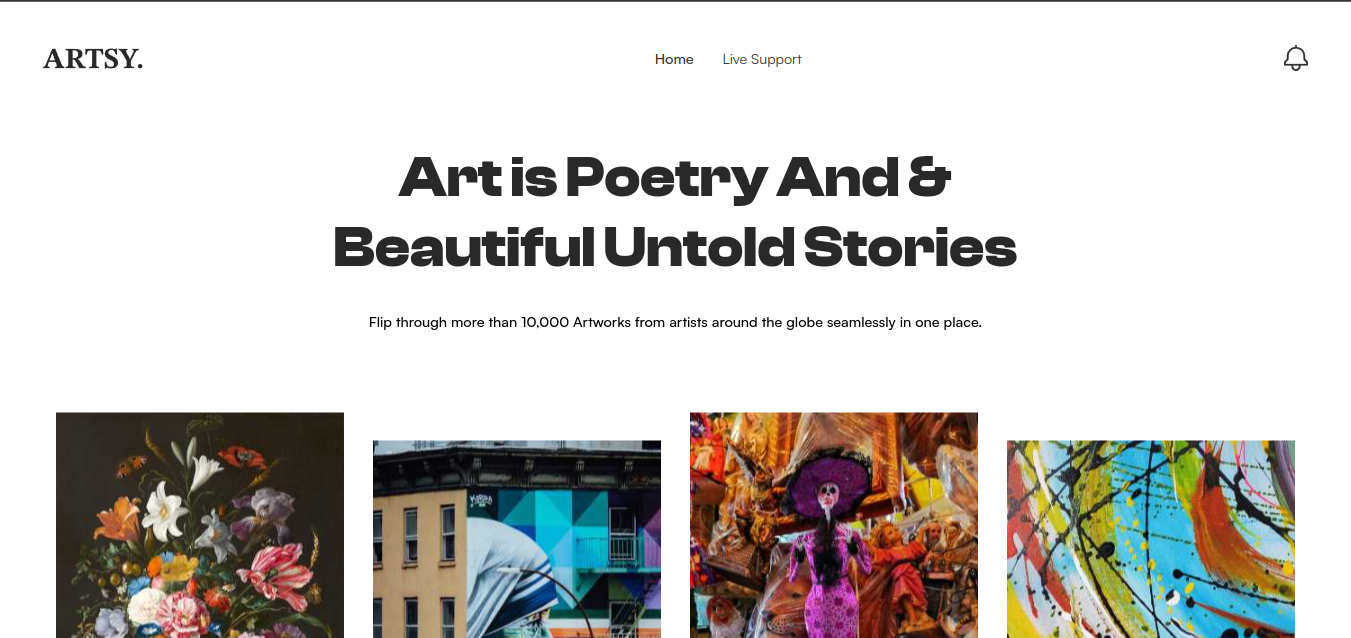 ARTSY.
Home Live Support
Art is Poetry And &
Beautiful Untold Stories
Flip through more than 10,000 Artworks from artists around the globe seamlessly in one place.